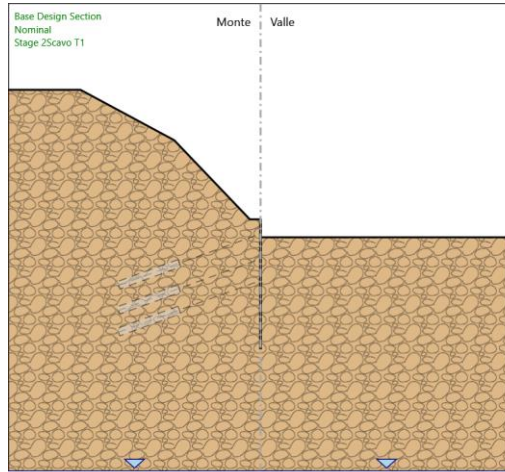 Base Design Section
Nominal
Stage 2Scavo T1
Monte
Valle